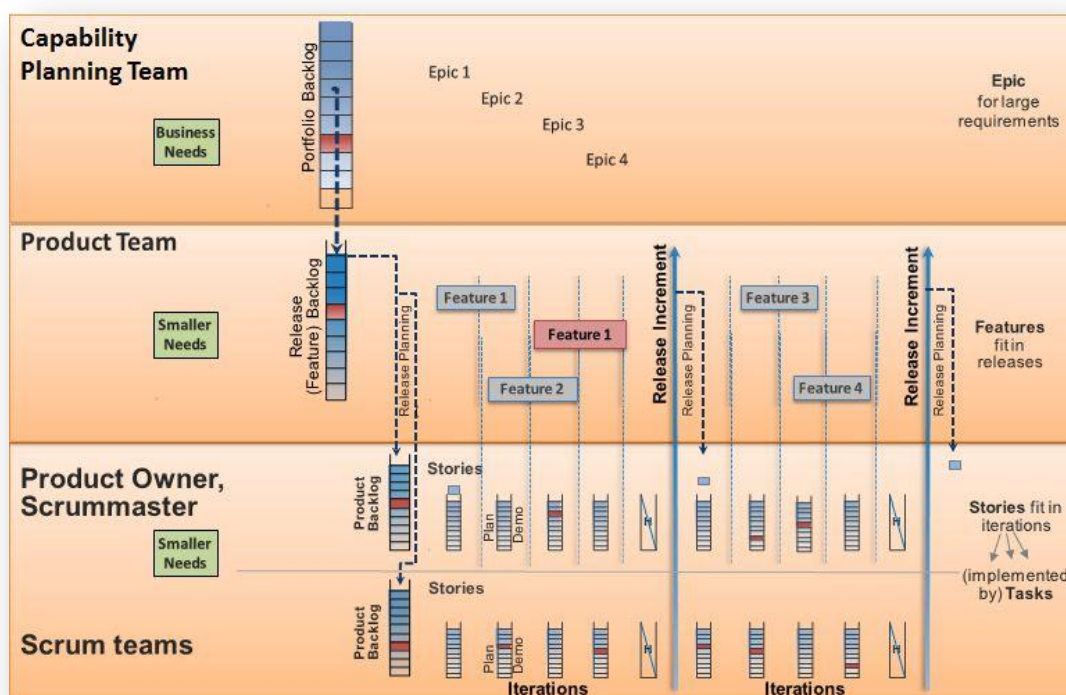 Capability
Planning Team
Business
Needs
Portfolio Backlog
Epic 1
Epic 2
Epic 3
Epic 4
Epic
for large
requirements
Product Team
Smaller
Needs
Release
(Feature) Backlog
Release Planning
Feature 1
Feature 2
Feature 1
Release Increment
Release Planning
Feature 3
Feature 4
Release Increment
Release Planning
Features
fit in
releases
Product Owner,
Scrummaster
Smaller
Needs
Product
Backlog
Stories
Plan
Demo
H
H
Stories fit in
iterations
(implemented
by) Tasks
Scrum teams
Product
Backlog
Stories
Plan
Demo
H
H
Iterations
Iterations